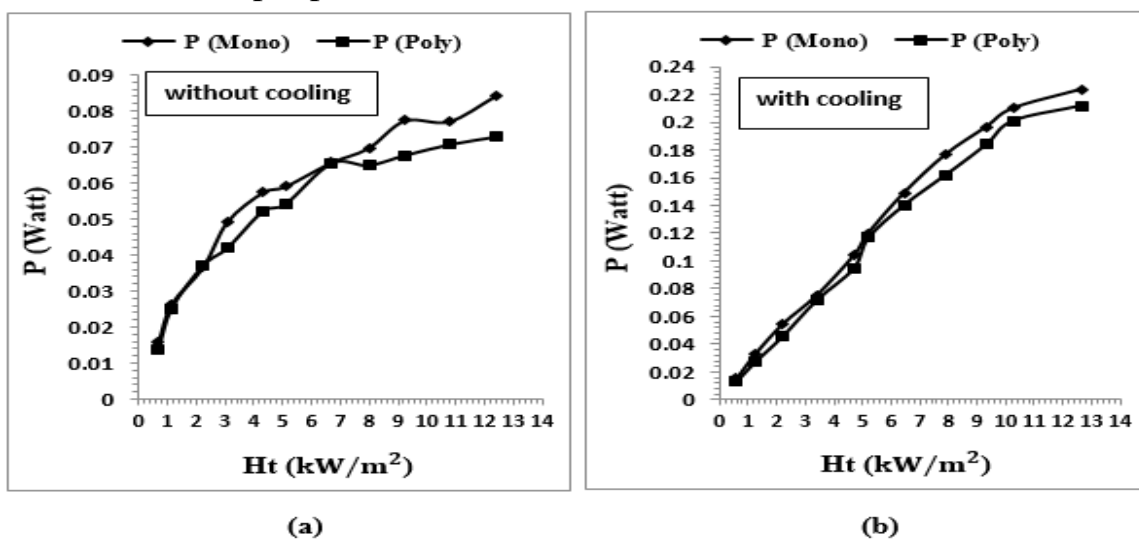 P (Mono) P (Poly)
without cooling
0.09
0.08
0.07
0.06
0.05
0.04
0.03
0.02
0.01
0
P (Watt)
0 1 2 3 4 5 6 7 8 9 10 11 12 13 14
Ht (kW/m²)
(a)
P (Mono) P (Poly)
with cooling
0.24
0.22
0.2
0.18
0.16
0.14
0.12
0.1
0.08
0.06
0.04
0.02
0
P (Watt)
0 1 2 3 4 5 6 7 8 9 10 11 12 13 14
Ht (kW/m²)
(b)